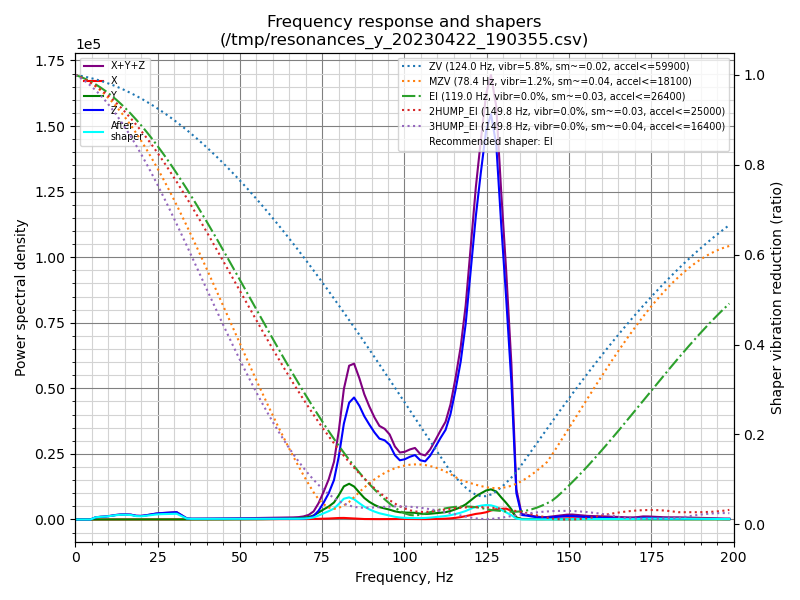 Frequency response and shapers
(/tmp/resonances_y_20230422_190355.csv)
1e5
X+Y+Z
X
Y
Z
After
shaper
ZV (124.0 Hz, vibr=5.8%, sm~=0.02, accel<=59900)
MZV (78.4 Hz, vibr=1.2%, sm~=0.04, accel<=18100)
EI (119.0 Hz, vibr=0.0%, sm~=0.03, accel<=26400)
2HUMP_EI (149.8 Hz, vibr=0.0%, sm~=0.03, accel<=25000)
3HUMP_EI (149.8 Hz, vibr=0.0%, sm~=0.04, accel<=16400)
Recommended shaper: EI
Power spectral density
1.75
1.50
1.25
1.00
0.75
0.50
0.25
0.00
1.0
0.8
0.6
0.4
0.2
0.0
Shaper vibration reduction (ratio)
0 25 50 75 100 125 150 175 200
Frequency, Hz